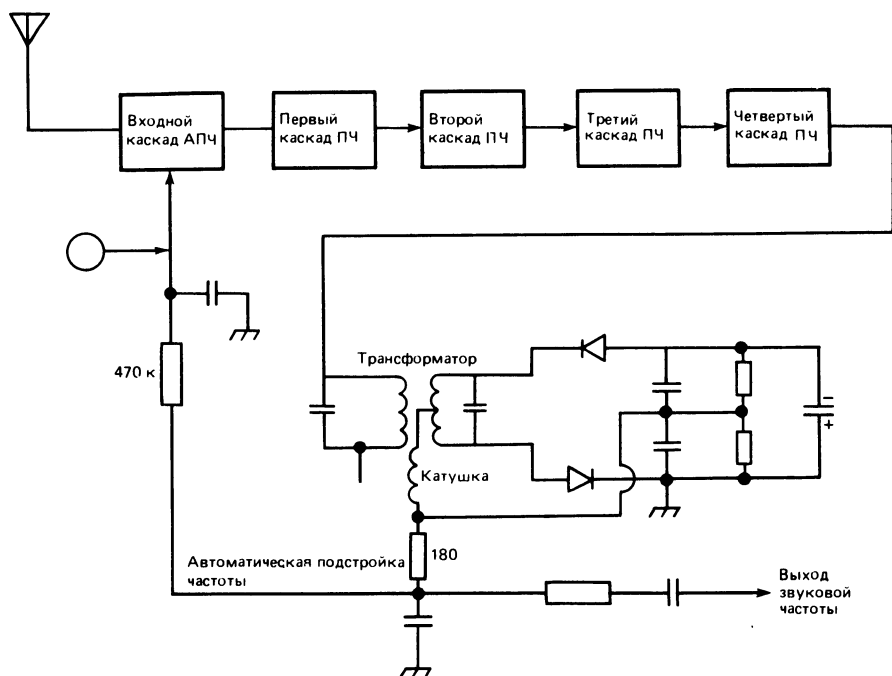 Входной
каскад АПЧ
Первый
каскад ПЧ
Второй
каскад ПЧ
Третий
каскад ПЧ
Четвертый
каскад ПЧ
470 к
Трансформатор
−
+
Катушка
180
Автоматическая подстройка
частоты
Выход
звуковой
частоты